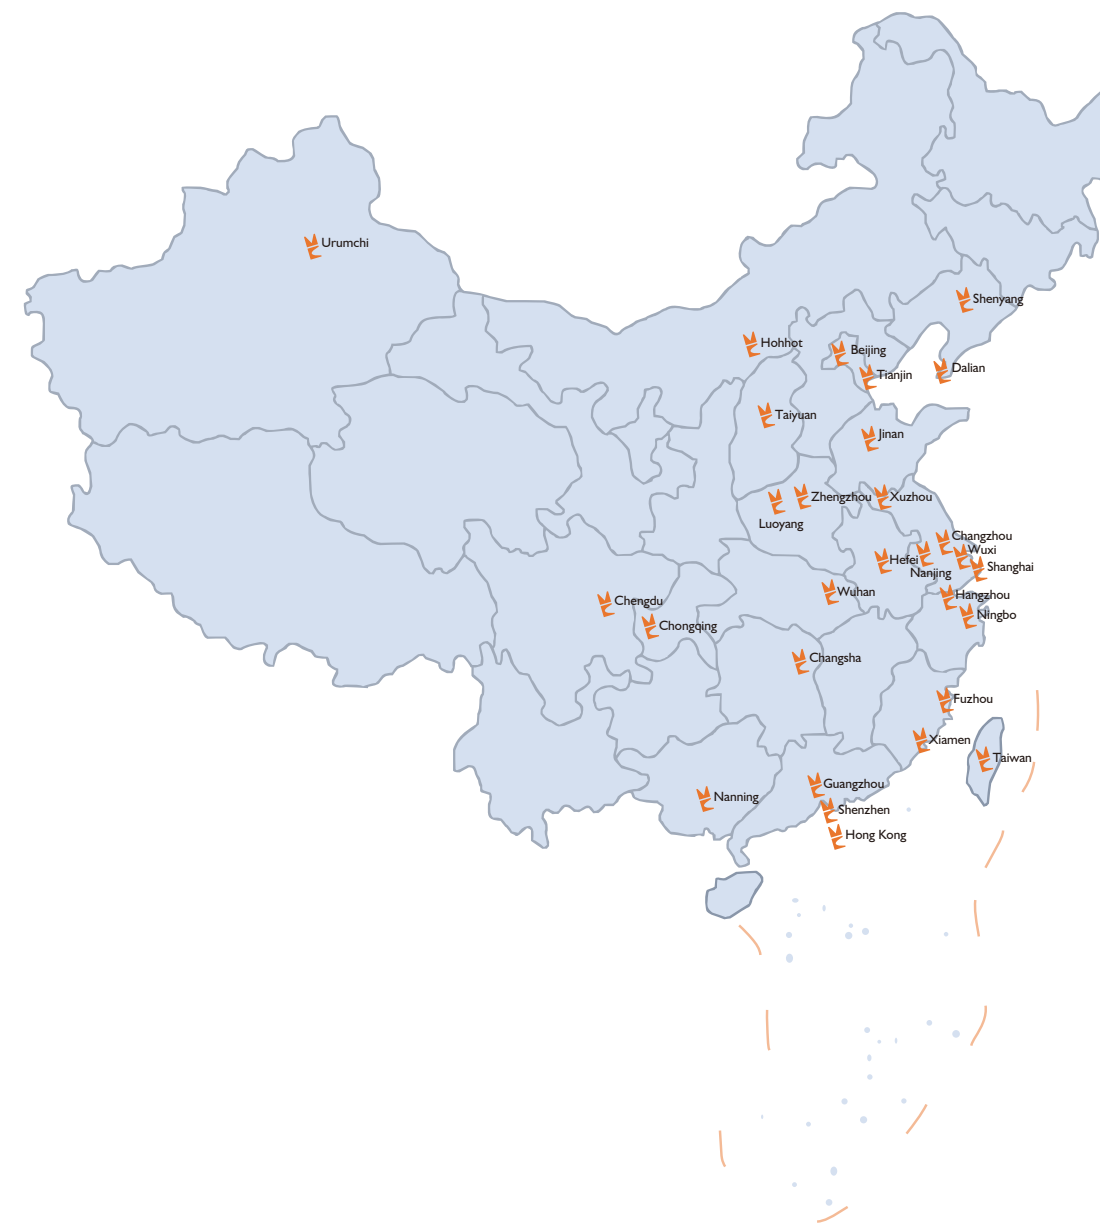 Urumchi
Shenyang
Hohhot
Beijing
Dalian
Tianjin
Taiyuan
Jinan
Zhengzhou
Xuzhou
Luoyang
Changzhou
Wuxi
Hefei
Shanghai
Nanjing
Wuhan
Hangzhou
Chengdu
Ningbo
Chongqing
Changsha
Fuzhou
Xiamen
Taiwan
Guangzhou
Nanning
Shenzhen
Hong Kong